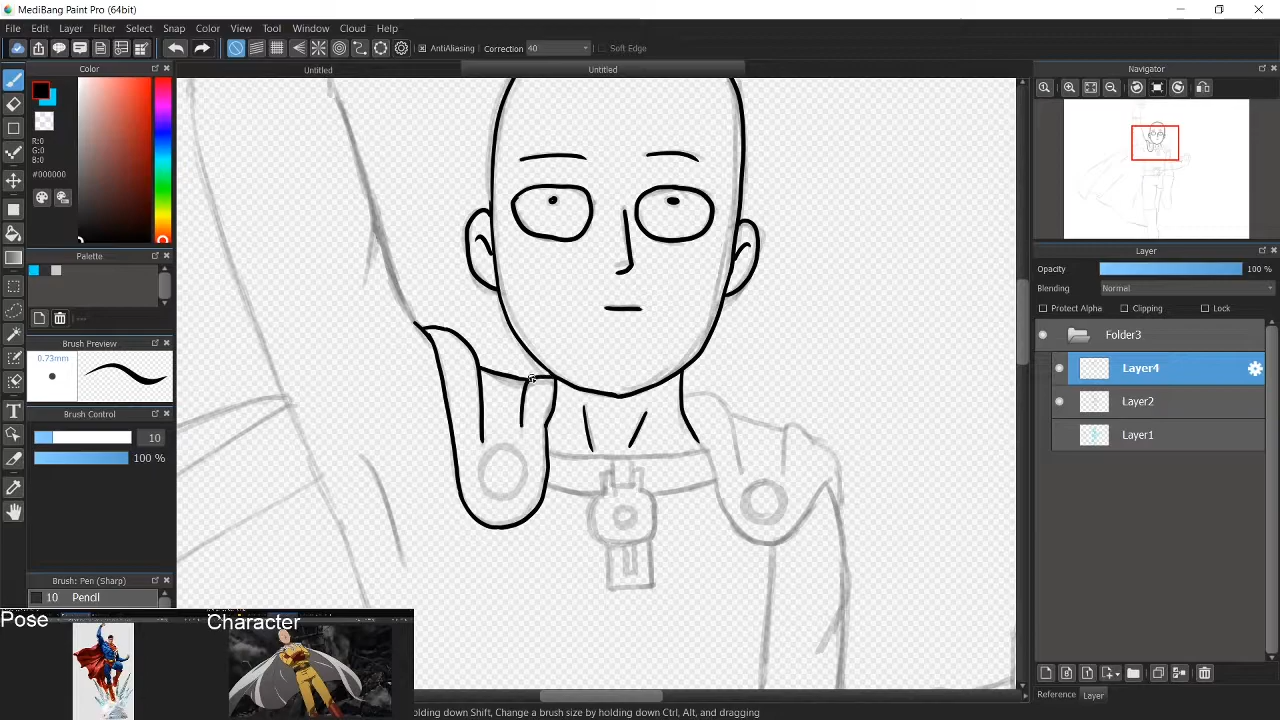 MediBang Paint Pro (64bit)
File Edit Layer Filter Select Snap Color View Tool Window Cloud Help
AntiAliasing Correction 40 Soft Edge
Color
Untitled
Untitled
Navigator
R:0
G:0
B:0
#000000
Palette
Layer
Opacity 100 %
Blending Normal
Protect Alpha Clipping Lock
Folder3
Brush Preview
0.73mm
Layer4
Layer2
Brush Control
10
Layer1
100 %
Brush: Pen (Sharp)
10 Pencil
Pose
Character
Reference Layer
olding down Shift, Change a brush size by holding down Ctrl, Alt, and dragging